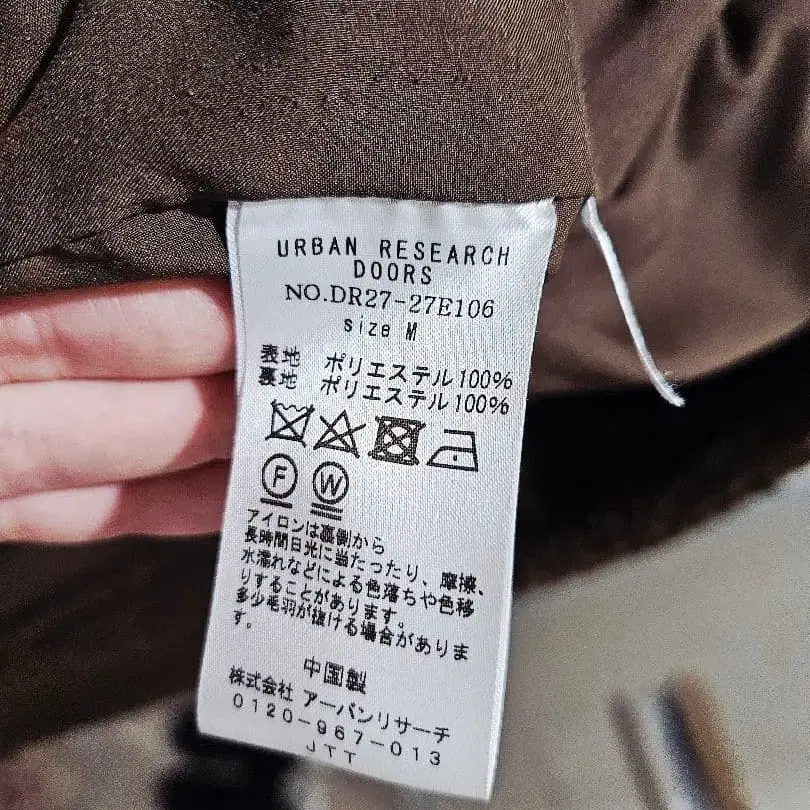 URBAN RESEARCH
DOORS
NO.DR27-27E106
size M
表地 ポリエステル100%
裏地 ポリエステル100%
F W
アイロンは裏側から
長時間日光に当たったり、摩擦、
水濡れなどによる色落ちや色移
りすることがあります。
多少毛羽が抜ける場合がありま
す。
中国製
株式会社 アーバンリサーチ
0120-967-013
JTT